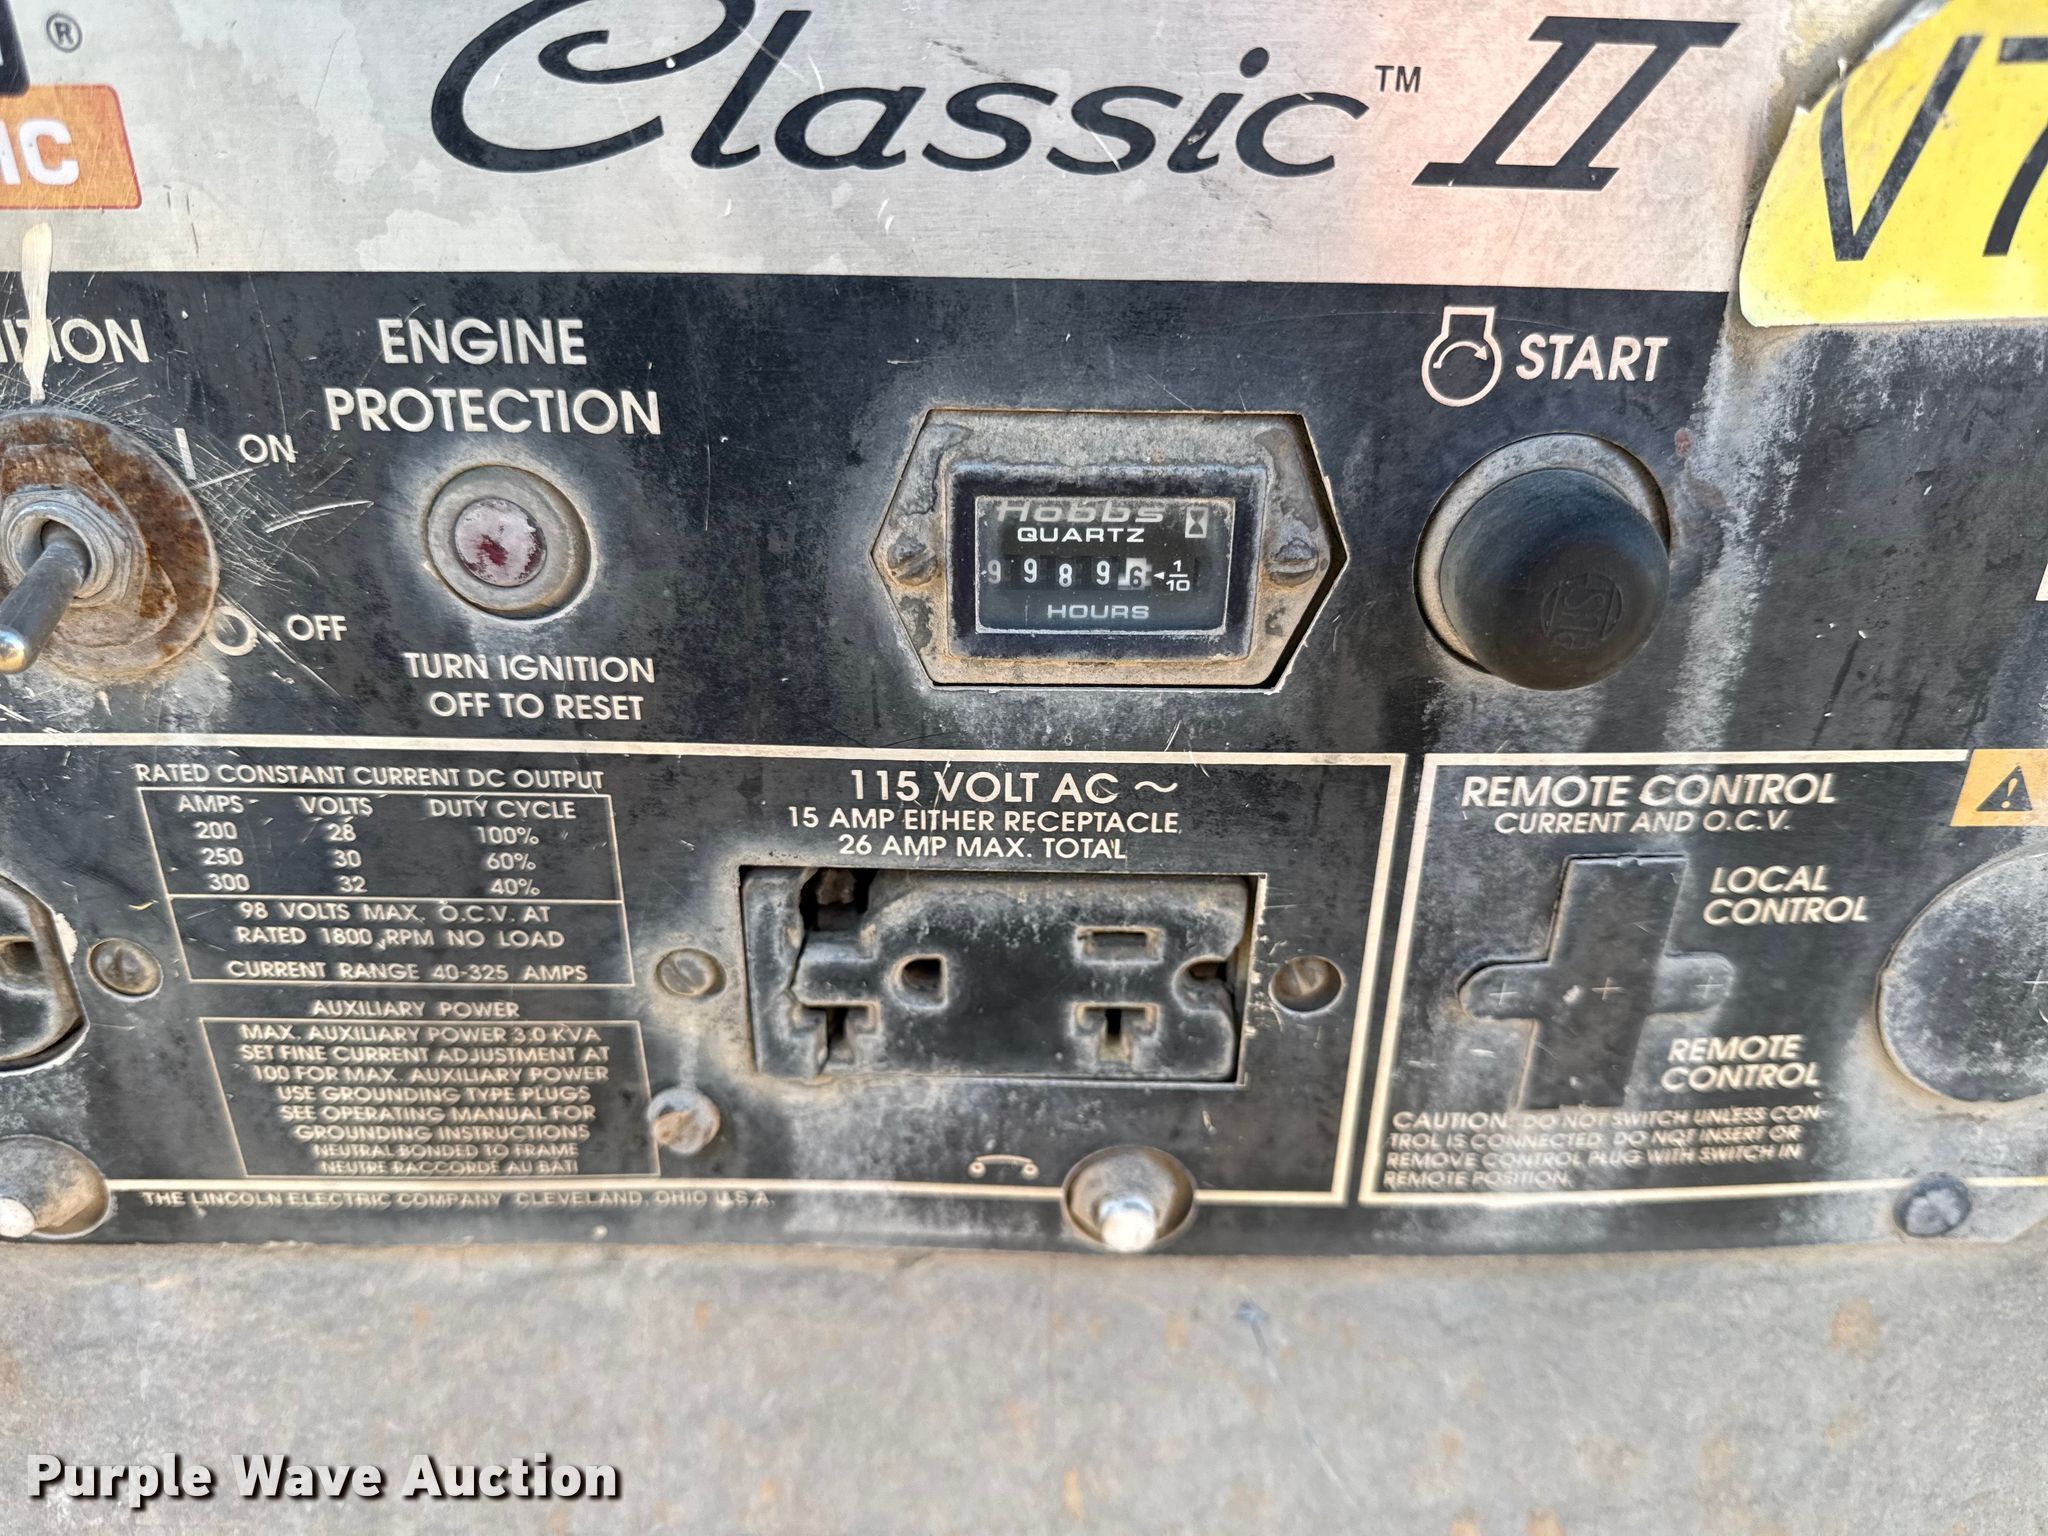 ®
IC
Classic™ II
V7
ITION
ON
OFF
ENGINE
PROTECTION
TURN IGNITION
OFF TO RESET
Hobbs
QUARTZ
99896 1/10
HOURS
START
RATED CONSTANT CURRENT DC OUTPUT
AMPS VOLTS DUTY CYCLE
200 28 100%
250 30 60%
300 32 40%
98 VOLTS MAX. O.C.V. AT
RATED 1800 RPM NO LOAD
CURRENT RANGE 40-325 AMPS
AUXILIARY POWER
MAX. AUXILIARY POWER 3.0 KVA
SET FINE CURRENT ADJUSTMENT AT
100 FOR MAX. AUXILIARY POWER
USE GROUNDING TYPE PLUGS
SEE OPERATING MANUAL FOR
GROUNDING INSTRUCTIONS
NEUTRAL BONDED TO FRAME
NEUTRE RACCORDE AU BATI
THE LINCOLN ELECTRIC COMPANY CLEVELAND, OHIO U.S.A.
115 VOLT AC ~
15 AMP EITHER RECEPTACLE
26 AMP MAX. TOTAL
REMOTE CONTROL
CURRENT AND O.C.V.
LOCAL
CONTROL
REMOTE
CONTROL
CAUTION: DO NOT SWITCH UNLESS CON-
TROL IS CONNECTED. DO NOT INSERT OR
REMOVE CONTROL PLUG WITH SWITCH IN
REMOTE POSITION.
Purple Wave Auction